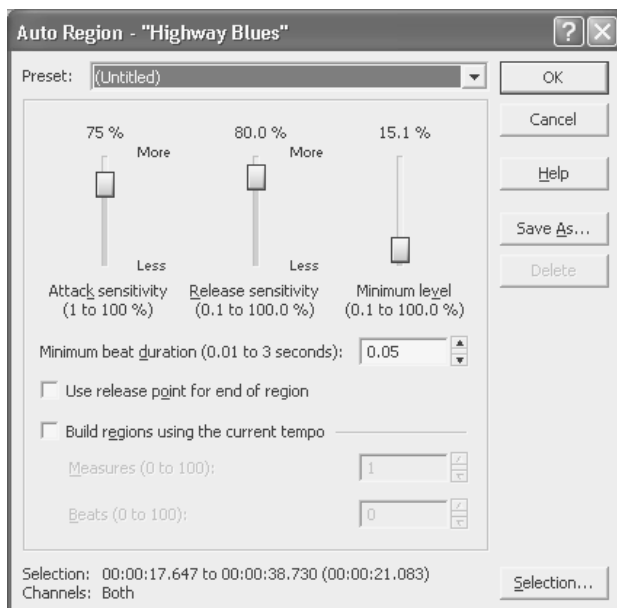 Auto Region - "Highway Blues"
Preset: (Untitled)
OK
Cancel
Help
Save As...
Delete
75 % 80.0 % 15.1 %
More More
Less Less
Attack sensitivity Release sensitivity Minimum level
(1 to 100 %) (0.1 to 100.0 %) (0.1 to 100.0 %)
Minimum beat duration (0.01 to 3 seconds): 0.05
Use release point for end of region
Build regions using the current tempo
Measures (0 to 100): 1
Beats (0 to 100): 0
Selection: 00:00:17.647 to 00:00:38.730 (00:00:21.083)
Channels: Both
Selection...